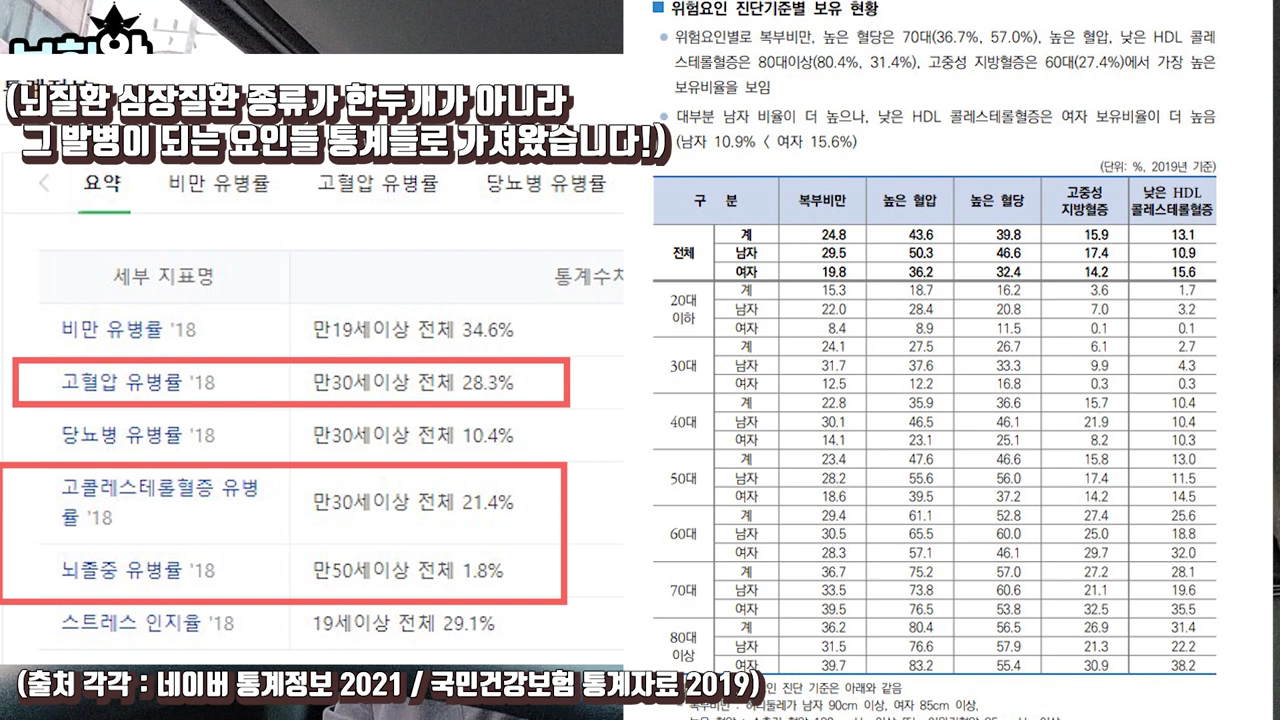 (뇌질환 심장질환 종류가 한두개가 아니라
그 발병이 되는 요인들 통계들로 가져왔습니다!)
요약 비만 유병률 고혈압 유병률 당뇨병 유병률
세부 지표명 통계수치
비만 유병률 '18 만19세이상 전체 34.6%
고혈압 유병률 '18 만30세이상 전체 28.3%
당뇨병 유병률 '18 만30세이상 전체 10.4%
고콜레스테롤혈증 유병
률 '18 만30세이상 전체 21.4%
뇌졸중 유병률 '18 만50세이상 전체 1.8%
스트레스 인지율 '18 19세이상 전체 29.1%
(출처 각각 : 네이버 통계정보 2021 / 국민건강보험 통계자료 2019)
위험요인 진단기준별 보유 현황
위험요인별로 복부비만, 높은 혈당은 70대(36.7%, 57.0%), 높은 혈압, 낮은 HDL 콜레
스테롤혈증은 80대이상(80.4%, 31.4%), 고중성 지방혈증은 60대(27.4%)에서 가장 높은
보유비율을 보임
대부분 남자 비율이 더 높으나, 낮은 HDL 콜레스테롤혈증은 여자 보유비율이 더 높음
(남자 10.9% < 여자 15.6%)
(단위: %, 2019년 기준)
구 분 복부비만 높은 혈압 높은 혈당 고중성 지방혈증 낮은 HDL 콜레스테롤혈증
전체 계 24.8 43.6 39.8 15.9 13.1
남자 29.5 50.3 46.6 17.4 10.9
여자 19.8 36.2 32.4 14.2 15.6
20대 이하 계 15.3 18.7 16.2 3.6 1.7
남자 22.0 28.4 20.8 7.0 3.2
여자 8.4 8.9 11.5 0.1 0.1
30대 계 24.1 27.5 26.7 6.1 2.7
남자 31.7 37.6 33.3 9.9 4.3
여자 12.5 12.2 16.8 0.3 0.3
40대 계 22.8 35.9 36.6 15.7 10.4
남자 30.1 46.5 46.1 21.9 10.4
여자 14.1 23.1 25.1 8.2 10.3
50대 계 23.4 47.6 46.6 15.8 13.0
남자 28.2 55.6 56.0 17.4 11.5
여자 18.6 39.5 37.2 14.2 14.5
60대 계 29.4 61.1 52.8 27.4 25.6
남자 30.5 65.5 60.0 25.0 18.8
여자 28.3 57.1 46.1 29.7 32.0
70대 계 36.7 75.2 57.0 27.2 28.1
남자 33.5 73.8 60.6 21.1 19.6
여자 39.5 76.5 53.8 32.5 35.5
80대 이상 계 36.2 80.4 56.5 26.9 31.4
남자 31.5 76.6 57.9 21.3 22.2
여자 39.7 83.2 55.4 30.9 38.2
인 진단 기준은 아래와 같음
복부비만 : 허리둘레가 남자 90cm 이상, 여자 85cm 이상,